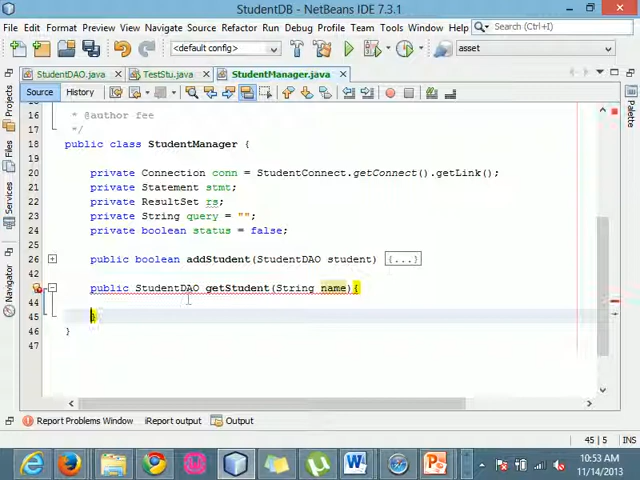 StudentDB - NetBeans IDE 7.3.1
File Edit View Navigate Source Refactor Run Debug Profile Team Tools Window Help
Search (Ctrl+I)
<default config>
asset
StudentDAO.java
TestStu.java
StudentManager.java
Source
History
Projects
Files
Services
Palette
16 * @author fee
17 */
18 public class StudentManager {
19
20 private Connection conn = StudentConnect.getConnect().getLink();
21 private Statement stmt;
22 private ResultSet rs;
23 private String query = "";
24 private boolean status = false;
25
26 public boolean addStudent(StudentDAO student) {...}
42
public StudentDAO getStudent(String name){
44
45 }
46 }
47
Report Problems Window
iReport output
Output
45 | 5
INS
10:53 AM
11/14/2013